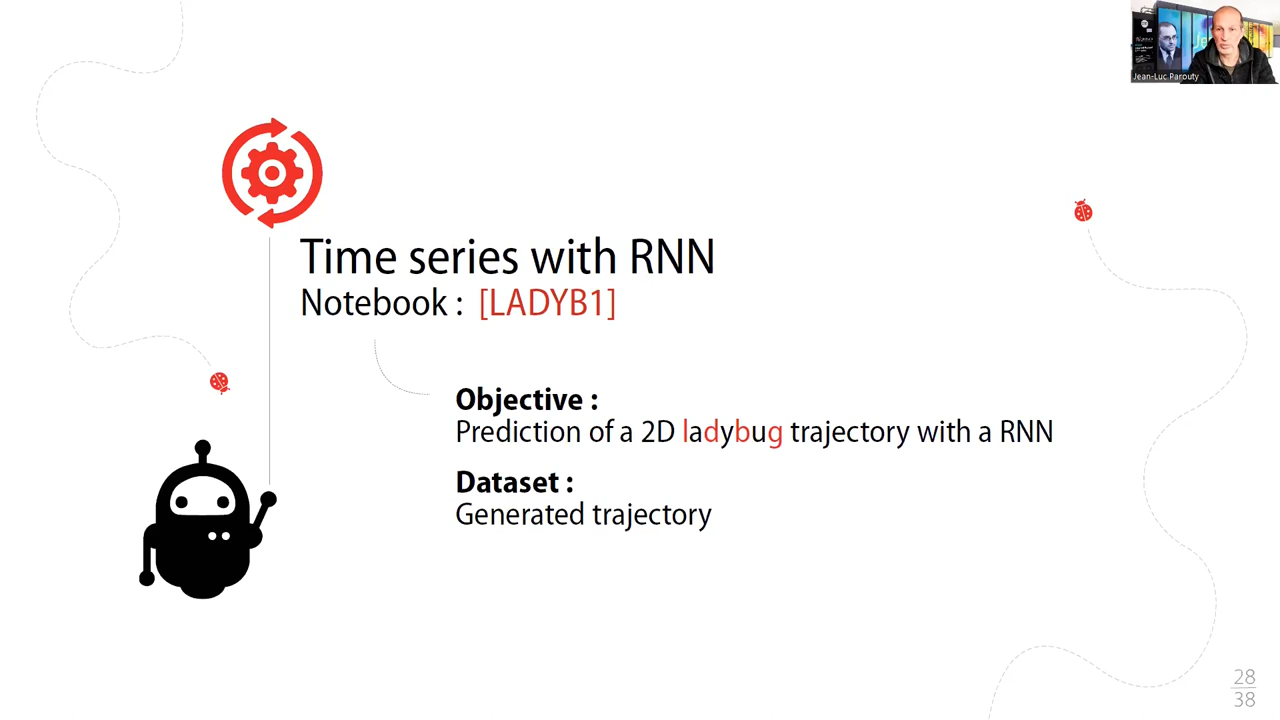 Jean-Luc Parouty
Time series with RNN
Notebook : [LADYB1]
Objective :
Prediction of a 2D ladybug trajectory with a RNN
Dataset :
Generated trajectory
28
38